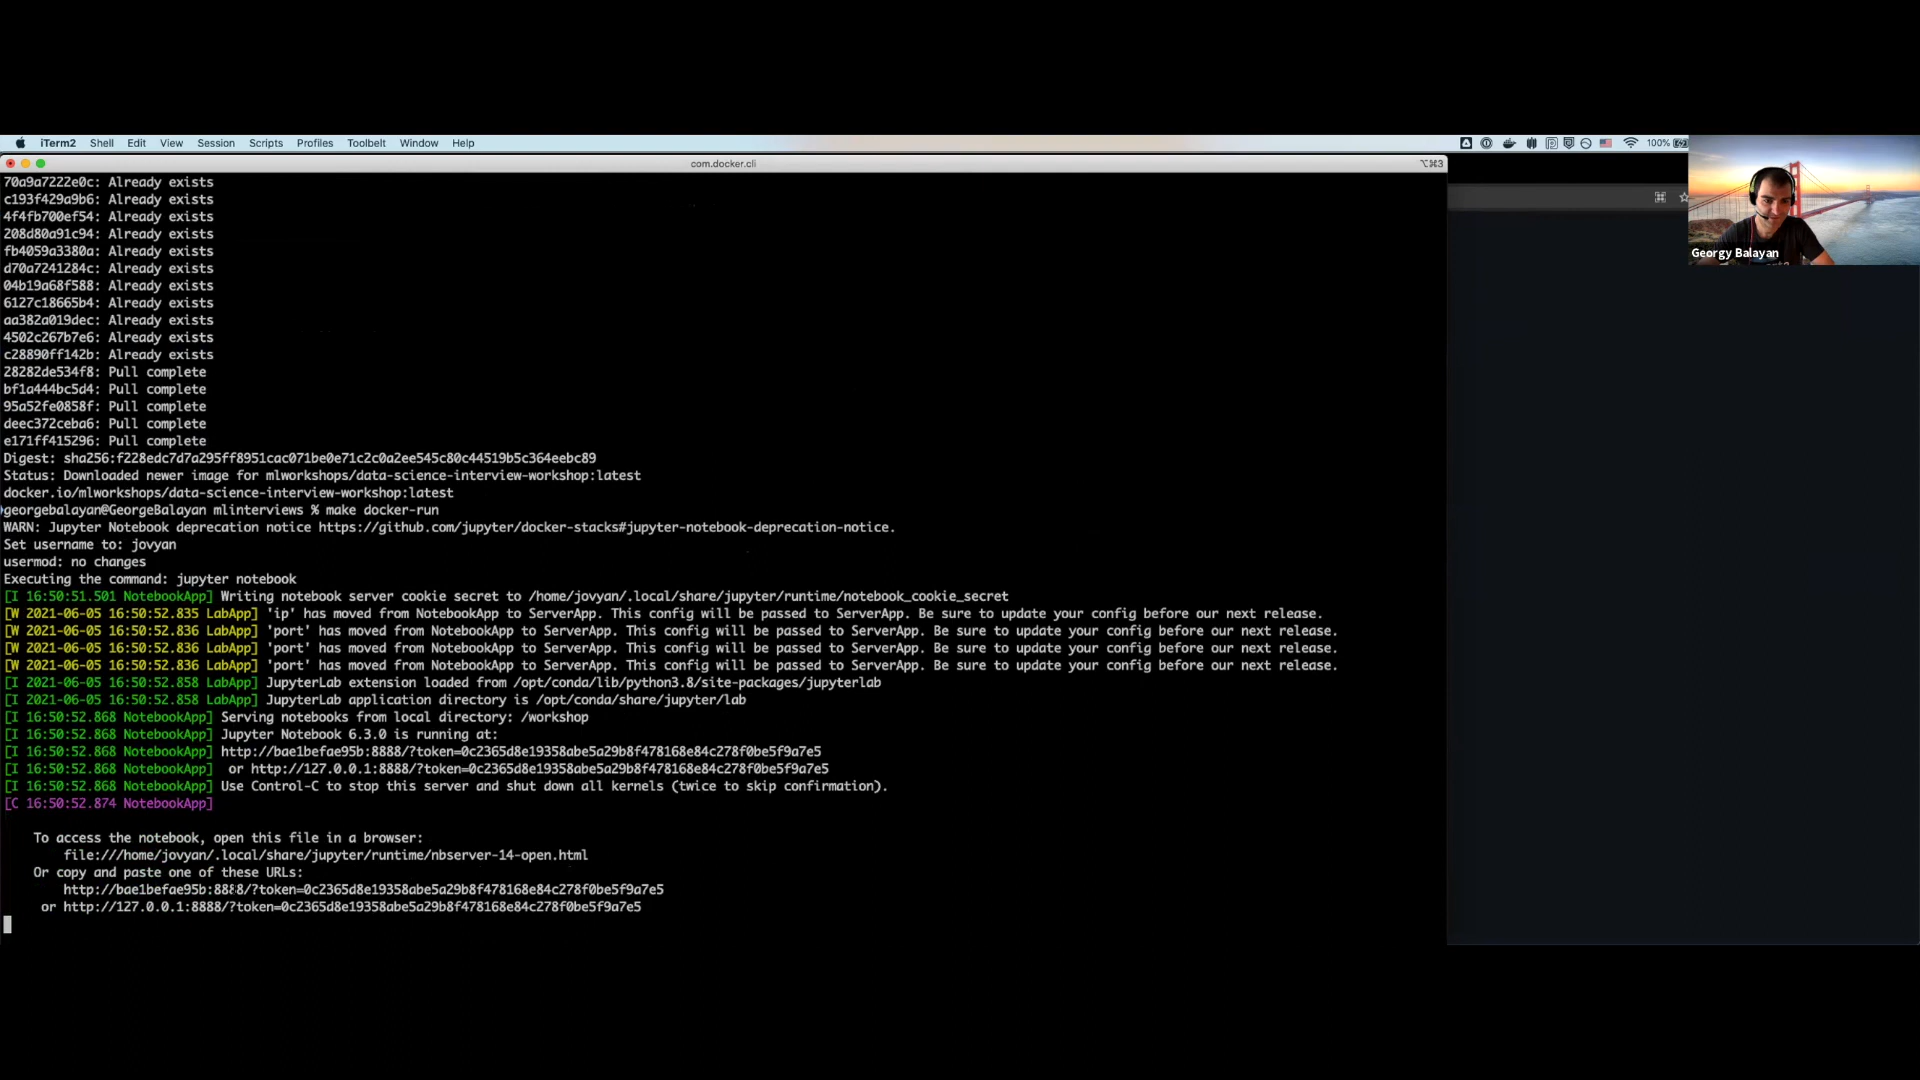 iTerm2 Shell Edit View Session Scripts Profiles Toolbelt Window Help 100%
com.docker.cli ⌥⌘3
70a9a7222e0c: Already exists
c193f429a9b6: Already exists
4f4fb700ef54: Already exists
208d80a91c94: Already exists
fb4059a3380a: Already exists
d70a7241284c: Already exists
04b19a68f588: Already exists
6127c18665b4: Already exists
aa382a019dec: Already exists
4502c267b7e6: Already exists
c28890ff142b: Already exists
28282de534f8: Pull complete
bf1a444bc5d4: Pull complete
95a52fe0858f: Pull complete
deec372ceba6: Pull complete
e171ff415296: Pull complete
Digest: sha256:f228edc7d7a295ff8951cac071be0e71c2c0a2ee545c80c44519b5c364eebc89
Status: Downloaded newer image for mlworkshops/data-science-interview-workshop:latest
docker.io/mlworkshops/data-science-interview-workshop:latest
georgebalayan@GeorgeBalayan mlinterviews % make docker-run
WARN: Jupyter Notebook deprecation notice https://github.com/jupyter/docker-stacks#jupyter-notebook-deprecation-notice.
Set username to: jovyan
usermod: no changes
Executing the command: jupyter notebook
[I 16:50:51.501 NotebookApp] Writing notebook server cookie secret to /home/jovyan/.local/share/jupyter/runtime/notebook_cookie_secret
[W 2021-06-05 16:50:52.835 LabApp] 'ip' has moved from NotebookApp to ServerApp. This config will be passed to ServerApp. Be sure to update your config before our next release.
[W 2021-06-05 16:50:52.836 LabApp] 'port' has moved from NotebookApp to ServerApp. This config will be passed to ServerApp. Be sure to update your config before our next release.
[W 2021-06-05 16:50:52.836 LabApp] 'port' has moved from NotebookApp to ServerApp. This config will be passed to ServerApp. Be sure to update your config before our next release.
[W 2021-06-05 16:50:52.836 LabApp] 'port' has moved from NotebookApp to ServerApp. This config will be passed to ServerApp. Be sure to update your config before our next release.
[I 2021-06-05 16:50:52.858 LabApp] JupyterLab extension loaded from /opt/conda/lib/python3.8/site-packages/jupyterlab
[I 2021-06-05 16:50:52.858 LabApp] JupyterLab application directory is /opt/conda/share/jupyter/lab
[I 16:50:52.868 NotebookApp] Serving notebooks from local directory: /workshop
[I 16:50:52.868 NotebookApp] Jupyter Notebook 6.3.0 is running at:
[I 16:50:52.868 NotebookApp] http://bae1befae95b:8888/?token=0c2365d8e19358abe5a29b8f478168e84c278f0be5f9a7e5
[I 16:50:52.868 NotebookApp]  or http://127.0.0.1:8888/?token=0c2365d8e19358abe5a29b8f478168e84c278f0be5f9a7e5
[I 16:50:52.868 NotebookApp] Use Control-C to stop this server and shut down all kernels (twice to skip confirmation).
[C 16:50:52.874 NotebookApp]
To access the notebook, open this file in a browser:
file:///home/jovyan/.local/share/jupyter/runtime/nbserver-14-open.html
Or copy and paste one of these URLs:
http://bae1befae95b:8888/?token=0c2365d8e19358abe5a29b8f478168e84c278f0be5f9a7e5
or http://127.0.0.1:8888/?token=0c2365d8e19358abe5a29b8f478168e84c278f0be5f9a7e5
Georgy Balayan